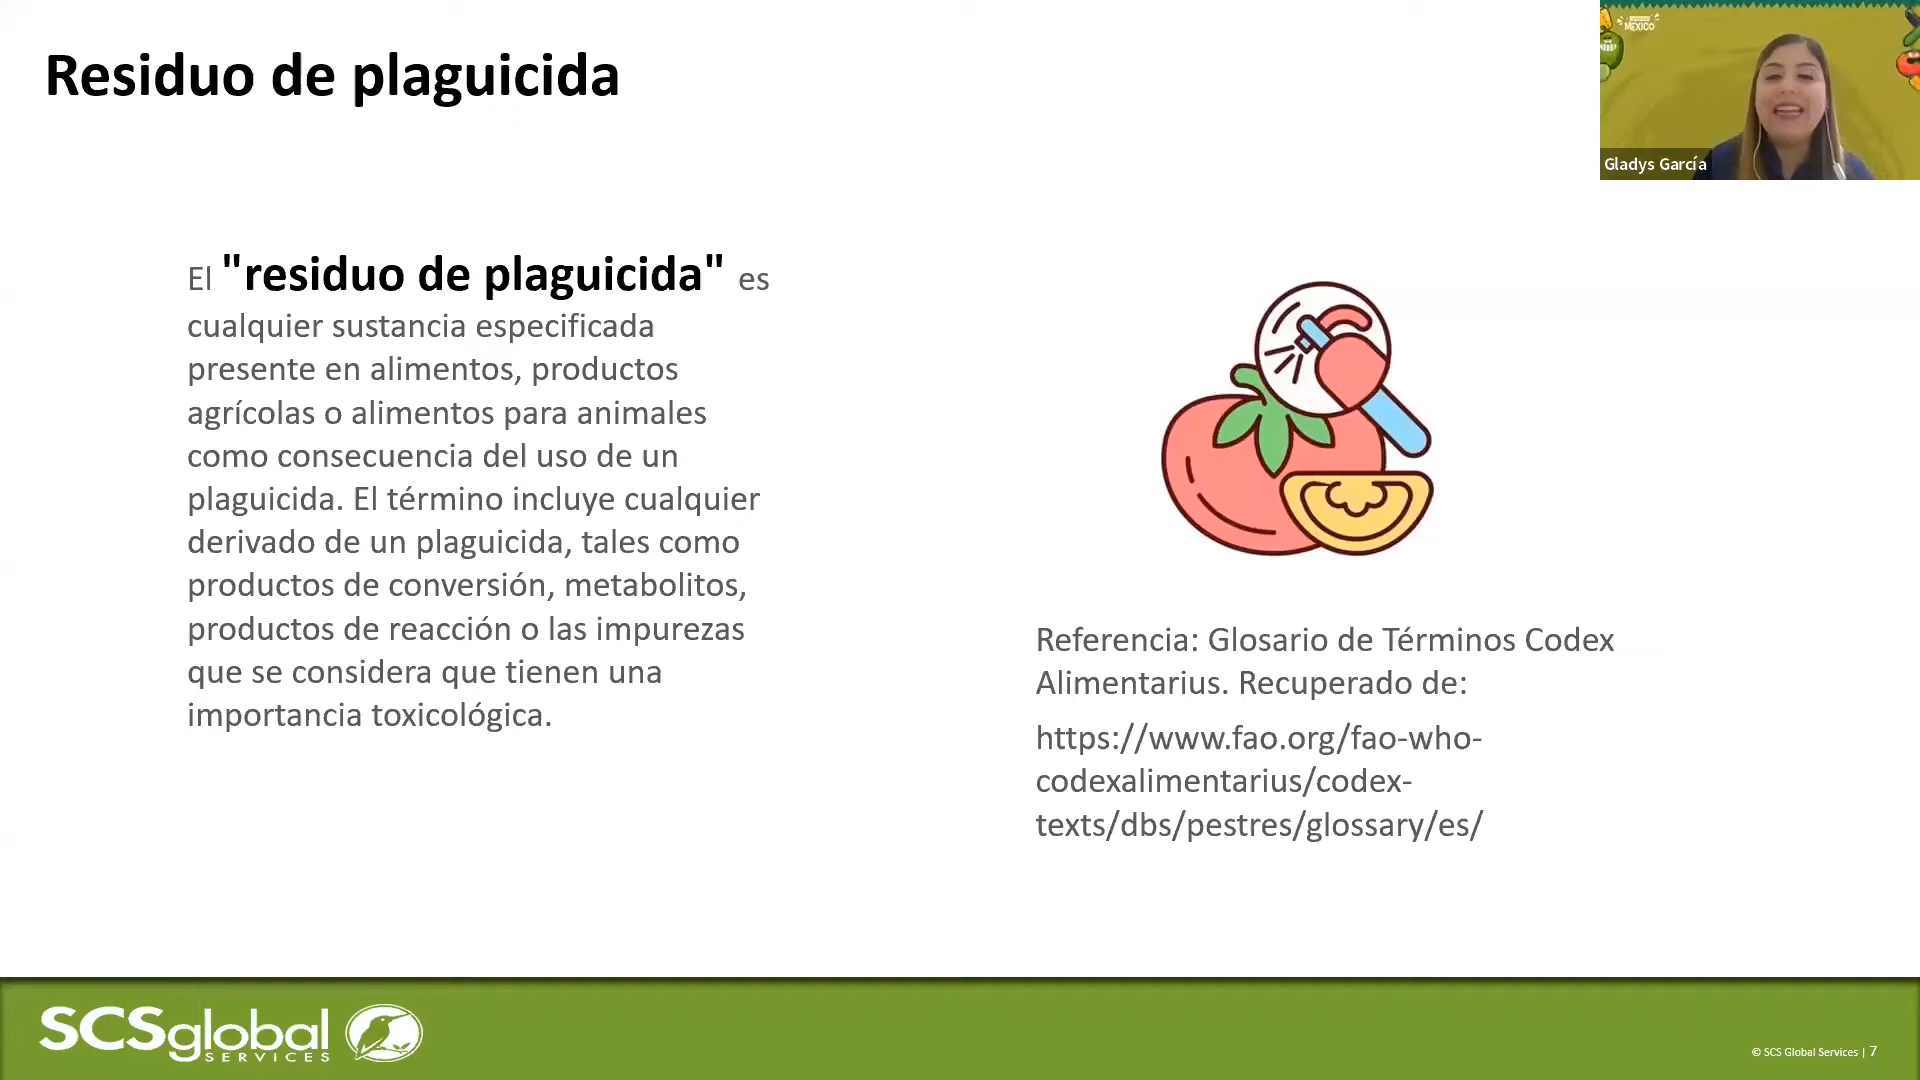 Residuo de plaguicida
MÉXICO
Gladys García
El "residuo de plaguicida" es
cualquier sustancia especificada
presente en alimentos, productos
agrícolas o alimentos para animales
como consecuencia del uso de un
plaguicida. El término incluye cualquier
derivado de un plaguicida, tales como
productos de conversión, metabolitos,
productos de reacción o las impurezas
que se considera que tienen una
importancia toxicológica.
Referencia: Glosario de Términos Codex
Alimentarius. Recuperado de:
https://www.fao.org/fao-who-
codexalimentarius/codex-
texts/dbs/pestres/glossary/es/
SCSglobal
SERVICES
© SCS Global Services | 7